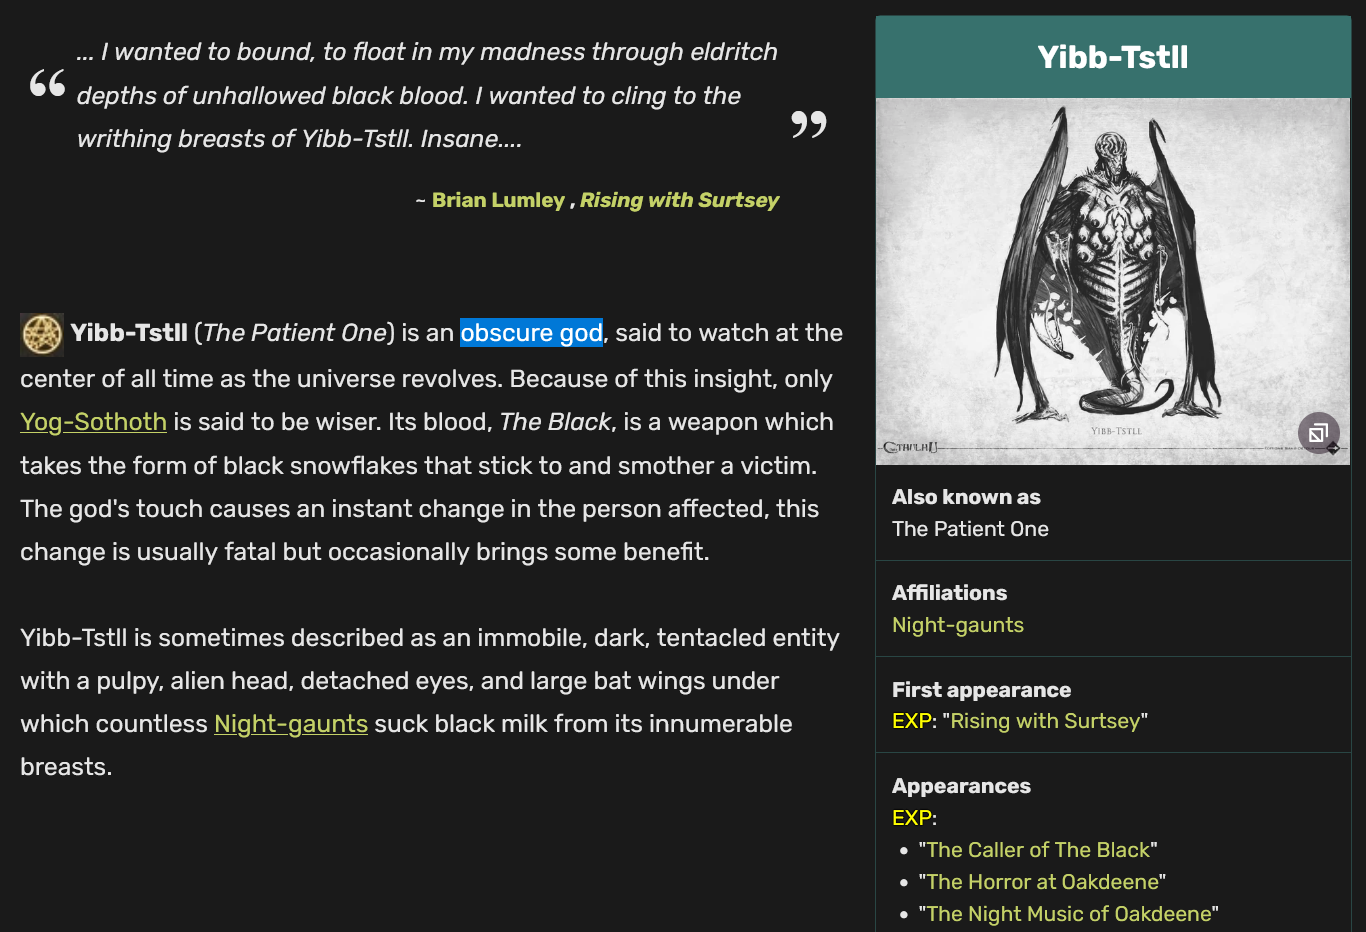 ... I wanted to bound, to float in my madness through eldritch
depths of unhallowed black blood. I wanted to cling to the
writhing breasts of Yibb-Tstll. Insane....
~ Brian Lumley , Rising with Surtsey
Yibb-Tstll (The Patient One) is an obscure god, said to watch at the
center of all time as the universe revolves. Because of this insight, only
Yog-Sothoth is said to be wiser. Its blood, The Black, is a weapon which
takes the form of black snowflakes that stick to and smother a victim.
The god's touch causes an instant change in the person affected, this
change is usually fatal but occasionally brings some benefit.
Yibb-Tstll is sometimes described as an immobile, dark, tentacled entity
with a pulpy, alien head, detached eyes, and large bat wings under
which countless Night-gaunts suck black milk from its innumerable
breasts.
Yibb-Tstll
Yibb-Tstll
Cthulhu
Also known as
The Patient One
Affiliations
Night-gaunts
First appearance
EXP: "Rising with Surtsey"
Appearances
EXP:
• "The Caller of The Black"
• "The Horror at Oakdeene"
• "The Night Music of Oakdeene"